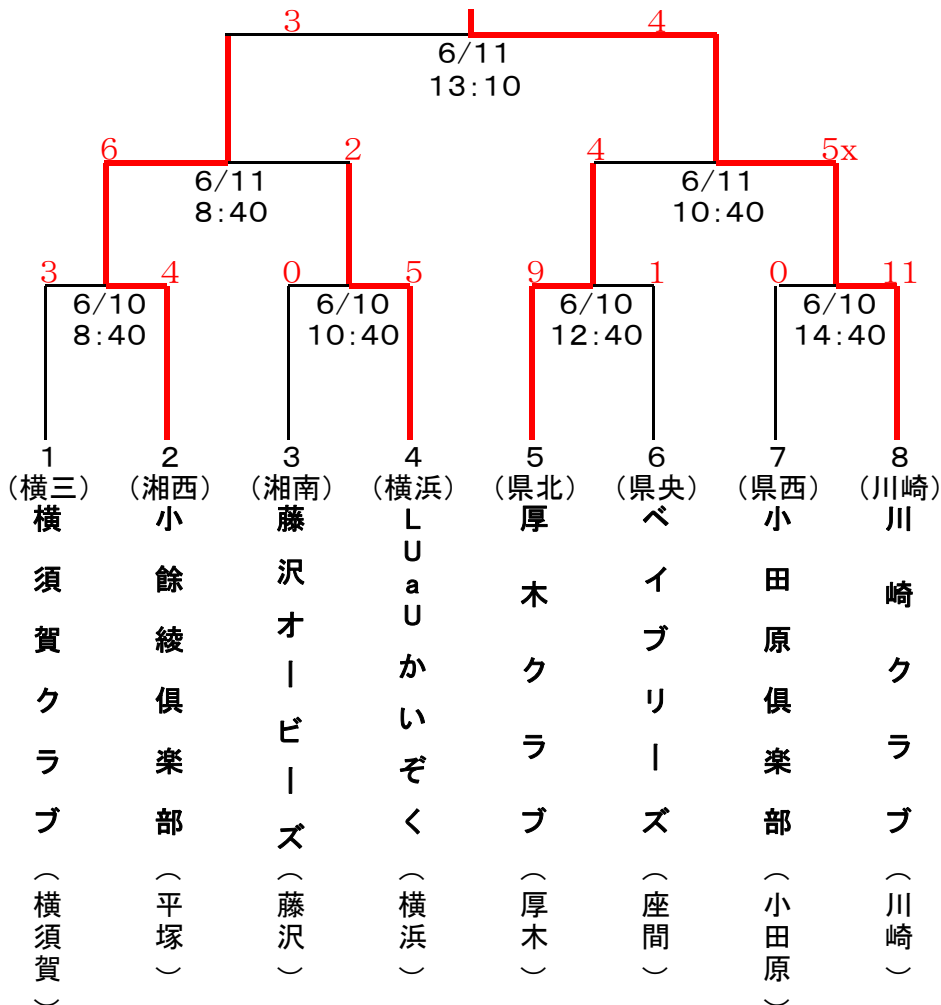 3 4
6/11
13:10
6 2 4 5x
6/11 6/11
8:40 10:40
3 4 0 5 9 1 0 11
6/10 6/10 6/10 6/10
8:40 10:40 12:40 14:40
1 2 3 4 5 6 7 8
(横三) (湘西) (湘南) (横浜) (県北) (県央) (県西) (川崎)
横須賀クラブ(横須賀)
小餘綾倶楽部(平塚)
藤沢オービーズ(藤沢)
LUaUかいぞく(横浜)
厚木クラブ(厚木)
ベイブリーズ(座間)
小田原倶楽部(小田原)
川崎クラブ(川崎)